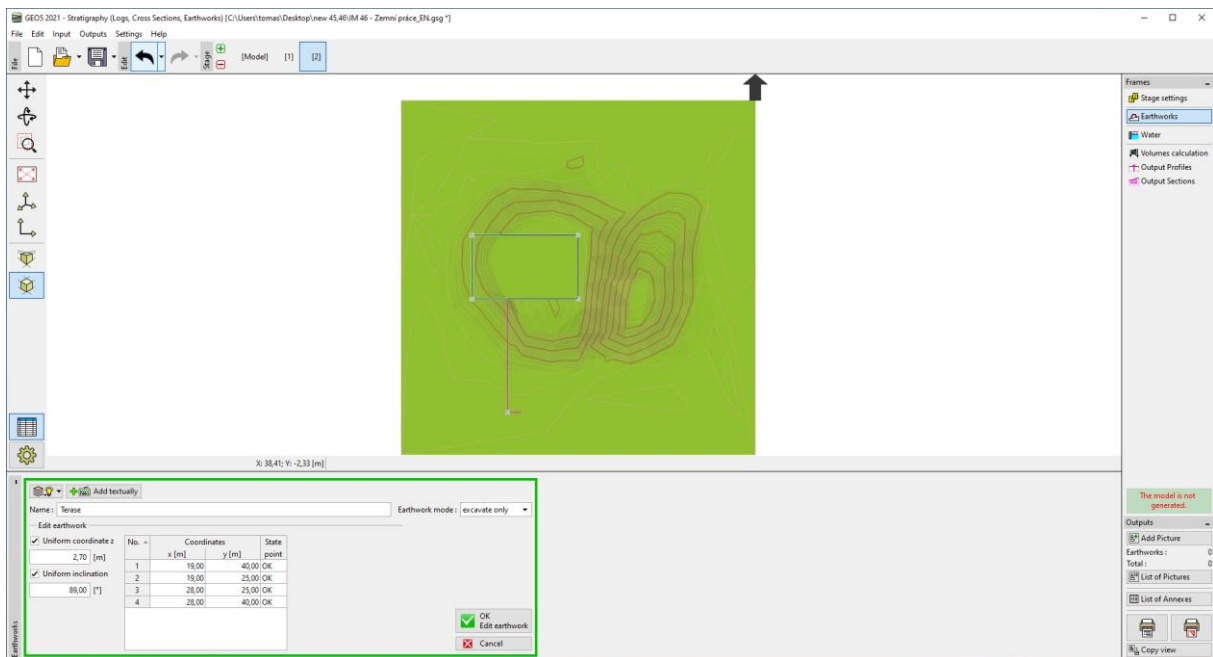 GEO5 2021 - Stratigraphy (Logs, Cross Sections, Earthworks) [C:\Users\tomas\Desktop\new 45,46\IM 46 - Zemní práce_EN.gsg *]
File Edit Input Outputs Settings Help
File
Edit
Stage
[Model] [1] [2]
Frames
Stage settings
Earthworks
Water
Volumes calculation
Output Profiles
Output Sections
X: 38,41; Y: -2,33 [m]
Add textually
Name : Terase Earthwork mode : excavate only
Edit earthwork
Uniform coordinate z
2,70 [m]
Uniform inclination
89,00 [°]
No. Coordinates State
x [m] y [m] point
1 19,00 40,00 OK
2 19,00 25,00 OK
3 28,00 25,00 OK
4 28,00 40,00 OK
OK
Edit earthwork
Cancel
Earthworks
The model is not
generated.
Outputs
Add Picture
Earthworks : 0
Total : 0
List of Pictures
List of Annexes
Copy view